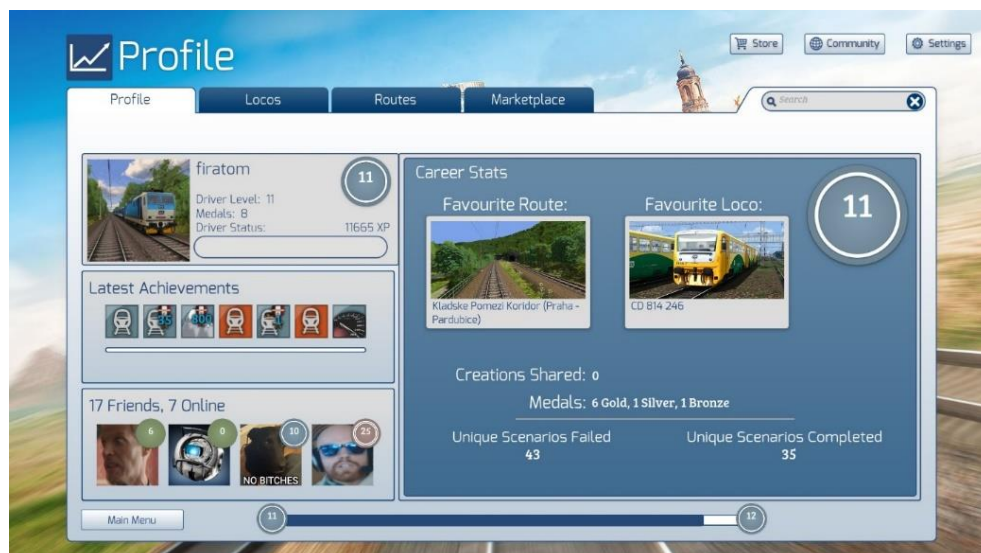 Profile
Store
Community
Settings
Profile
Locos
Routes
Marketplace
Search
firatom
11
Driver Level: 11
Medals: 8
Driver Status:
11665 XP
Latest Achievements
17 Friends, 7 Online
6
0
10
25
NO BITCHES
Career Stats
11
Favourite Route:
Favourite Loco:
Kladske Pomezi Koridor (Praha -
Pardubice)
CD 814 246
Creations Shared: 0
Medals: 6 Gold, 1 Silver, 1 Bronze
Unique Scenarios Failed
43
Unique Scenarios Completed
35
Main Menu
11
12